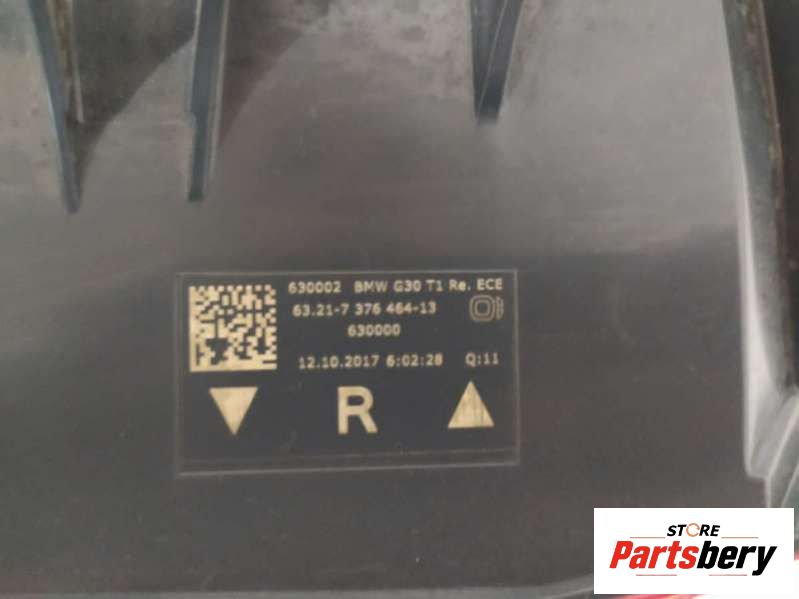 630002 BMW G30 T1 Re. ECE
63.21-7 376 464-13
630000
12.10.2017 6:02:28 Q:11
R
STORE
Partsbery